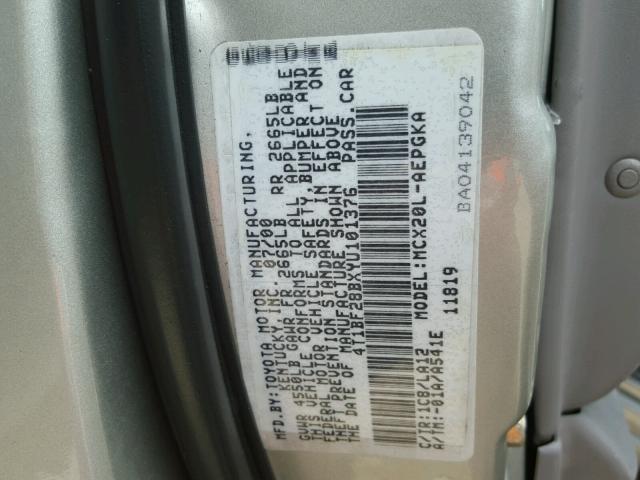 MFD.BY:TOYOTA MOTOR MANUFACTURING,
KENTUCKY,INC. 07/00
GVWR 4550LB GAWR FR 2665LB RR 2665LB
THIS VEHICLE CONFORMS TO ALL APPLICABLE
FEDERAL MOTOR VEHICLE SAFETY,BUMPER AND
THEFT PREVENTION STANDARDS IN EFFECT ON
THE DATE OF MANUFACTURE SHOWN ABOVE
4T1BF28BXYU101376 PASS.CAR
MODEL:MCX20L-AEPGKA
11819
C/TR:1C8/LA12
A/TM:-01A/A541E
BA04139042